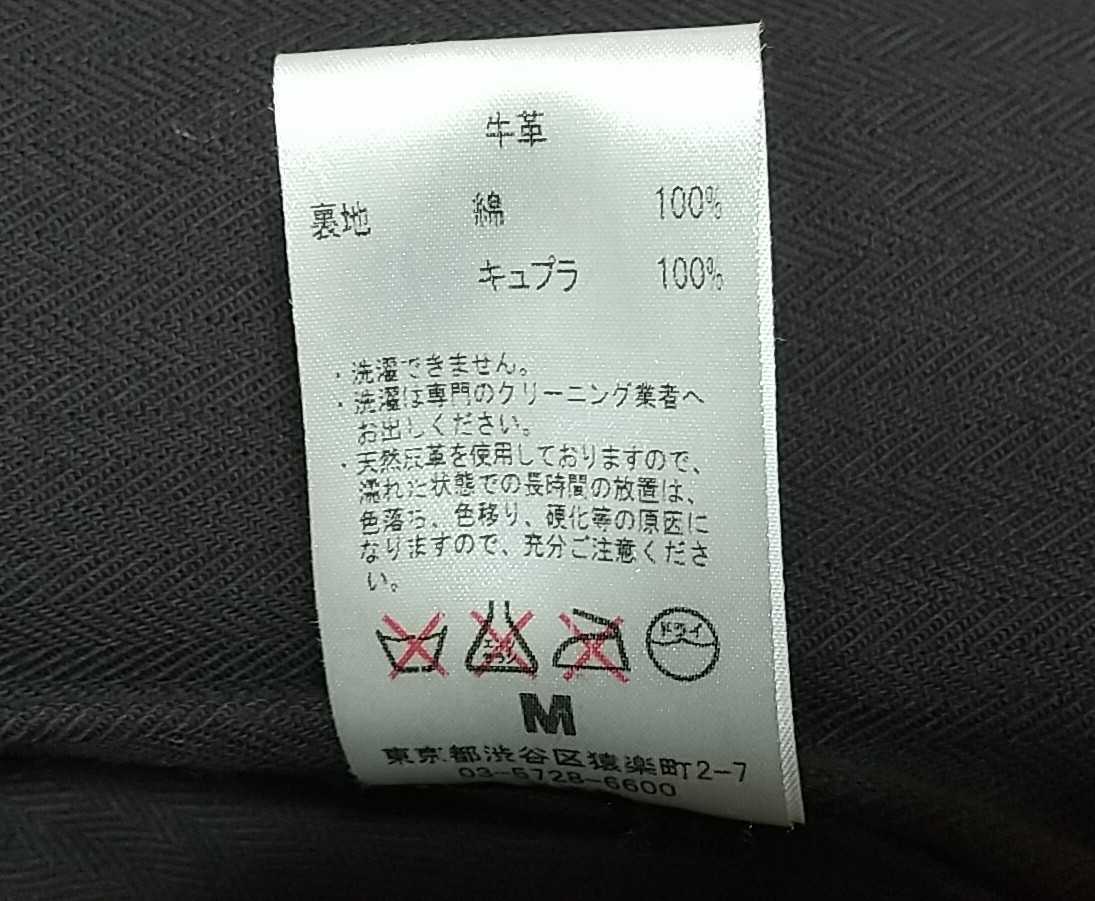 牛革
裏地 綿 100%
キュプラ 100%
・洗濯できません。
・洗濯は専門のクリーニング業者へ
お出しください。
・天然皮革を使用しておりますので、
濡れた状態での長時間の放置は、
色落ち、色移り、硬化等の原因に
なりますので、充分ご注意くださ
い。
エンソ サラシ ドライ
M
東京都渋谷区猿楽町2-7
03-5728-6600